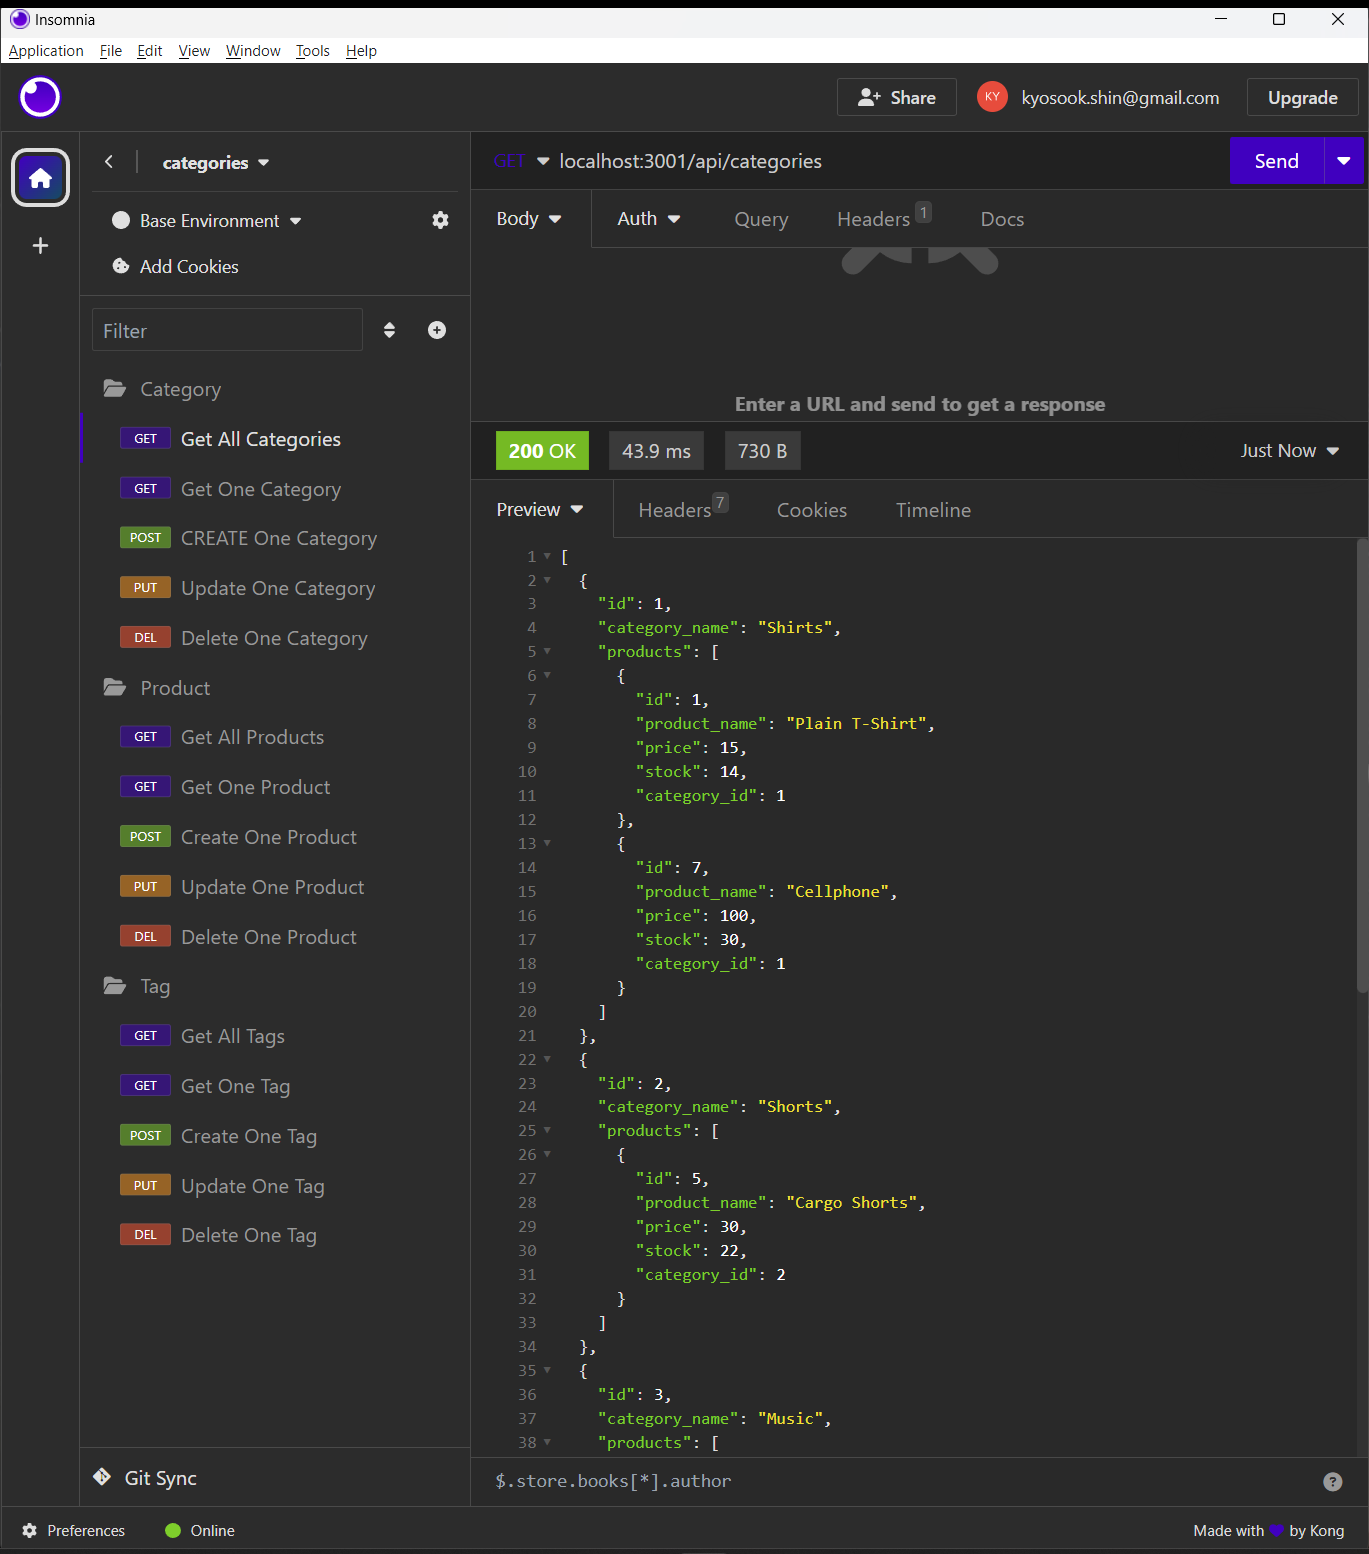 Insomnia
Application File Edit View Window Tools Help
Share KY kyosook.shin@gmail.com Upgrade
categories
Base Environment
Add Cookies
Filter
Category
GET Get All Categories
GET Get One Category
POST CREATE One Category
PUT Update One Category
DEL Delete One Category
Product
GET Get All Products
GET Get One Product
POST Create One Product
PUT Update One Product
DEL Delete One Product
Tag
GET Get All Tags
GET Get One Tag
POST Create One Tag
PUT Update One Tag
DEL Delete One Tag
Git Sync
GET localhost:3001/api/categories Send
Body Auth Query Headers 1 Docs
Enter a URL and send to get a response
200 OK 43.9 ms 730 B Just Now
Preview Headers 7 Cookies Timeline
1 [
2 {
3 "id": 1,
4 "category_name": "Shirts",
5 "products": [
6 {
7 "id": 1,
8 "product_name": "Plain T-Shirt",
9 "price": 15,
10 "stock": 14,
11 "category_id": 1
12 },
13 {
14 "id": 7,
15 "product_name": "Cellphone",
16 "price": 100,
17 "stock": 30,
18 "category_id": 1
19 }
20 ]
21 },
22 {
23 "id": 2,
24 "category_name": "Shorts",
25 "products": [
26 {
27 "id": 5,
28 "product_name": "Cargo Shorts",
29 "price": 30,
30 "stock": 22,
31 "category_id": 2
32 }
33 ]
34 },
35 {
36 "id": 3,
37 "category_name": "Music",
38 "products": [
$.store.books[*].author ?
Preferences Online Made with by Kong